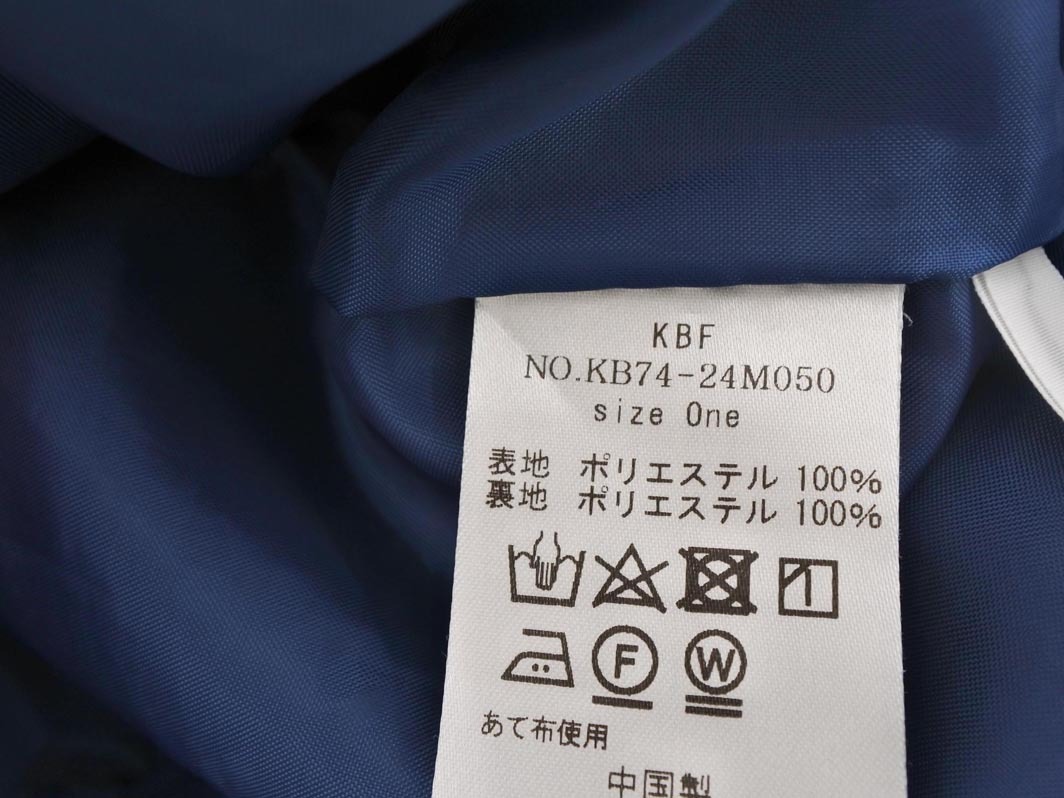 KBF
NO.KB74-24M050
size One
表地 ポリエステル 100%
裏地 ポリエステル 100%
F W
あて布使用
中国製